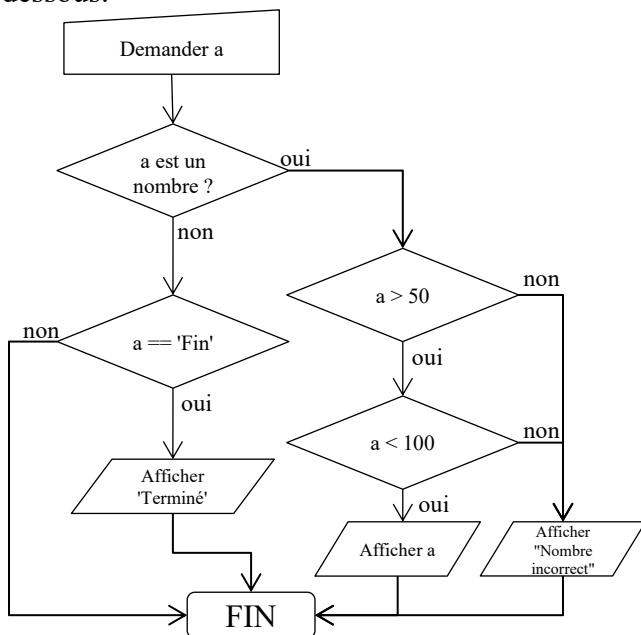 dessous.
Demander a
a est un
nombre ?
oui
non
a > 50
non
non
a == 'Fin'
oui
oui
a < 100
non
Afficher
'Terminé'
oui
Afficher a
Afficher
"Nombre
incorrect"
FIN